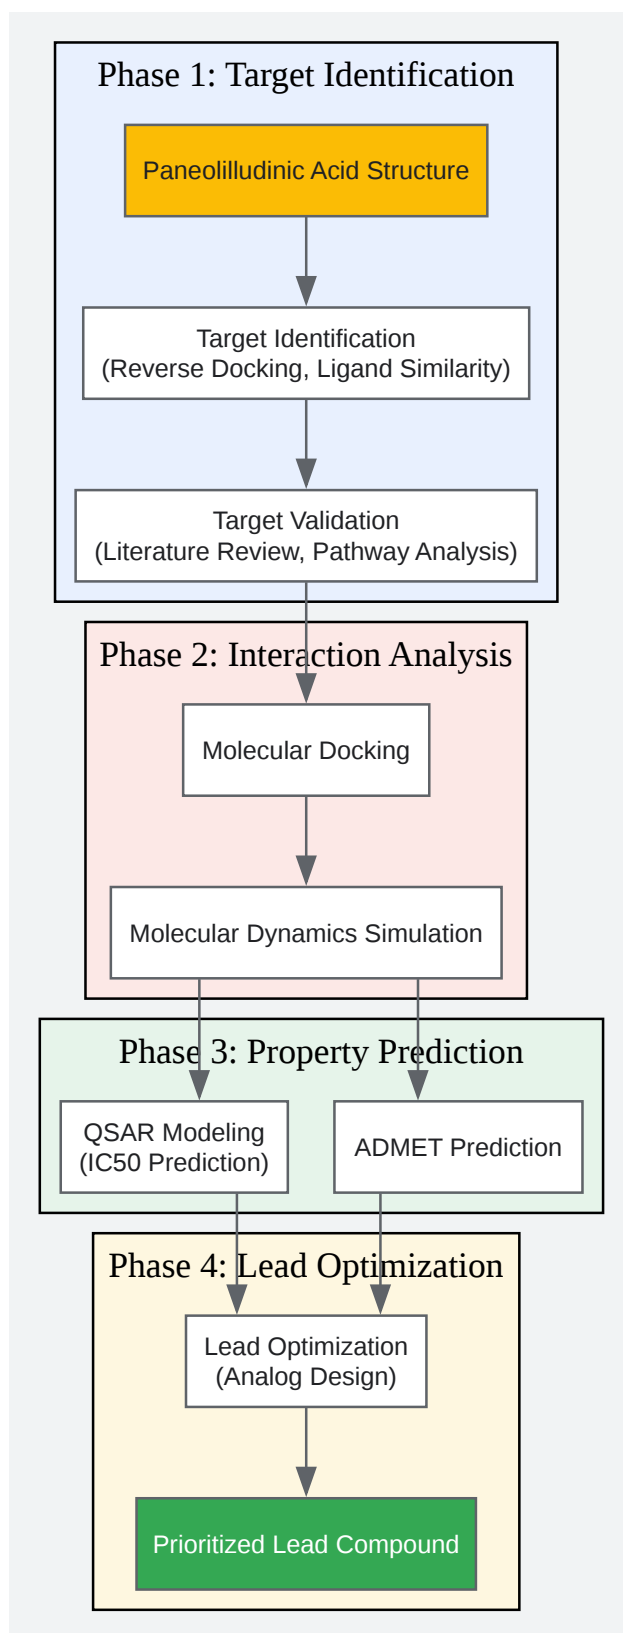 Phase 1: Target Identification
Paneolilludinic Acid Structure
Target Identification
(Reverse Docking, Ligand Similarity)
Target Validation
(Literature Review, Pathway Analysis)
Phase 2: Interaction Analysis
Molecular Docking
Molecular Dynamics Simulation
Phase 3: Property Prediction
QSAR Modeling
(IC50 Prediction)
ADMET Prediction
Phase 4: Lead Optimization
Lead Optimization
(Analog Design)
Prioritized Lead Compound